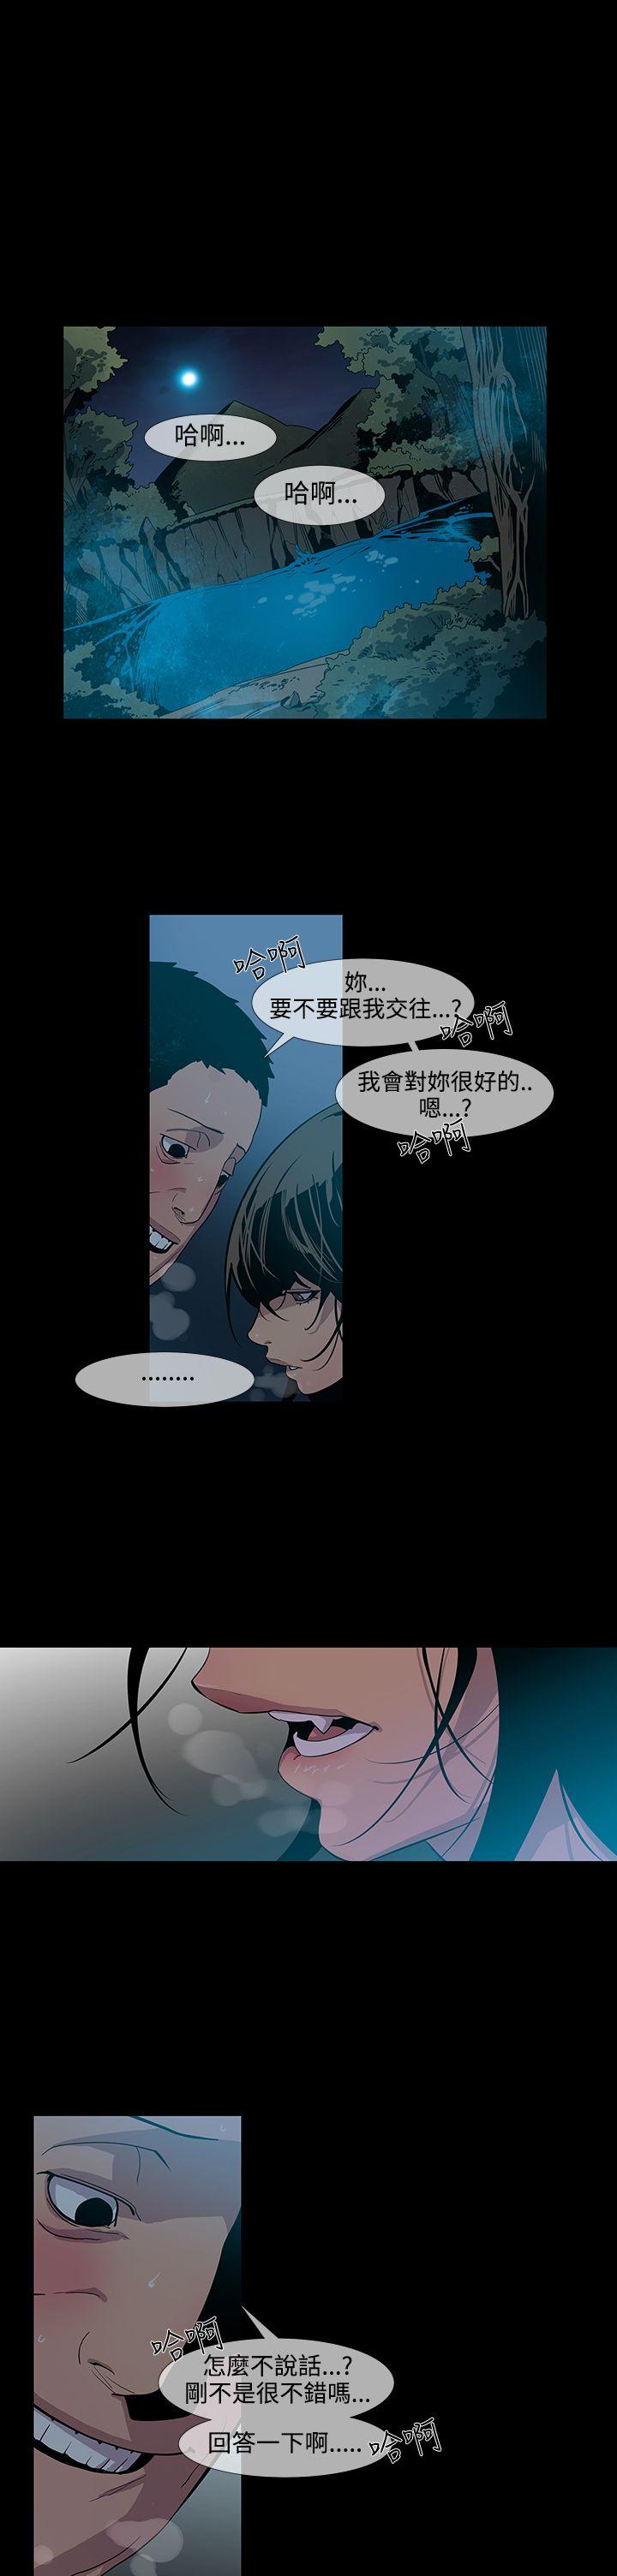 哈啊...
哈啊...
哈啊
妳...
要不要跟我交往...?
哈啊
我會對妳很好的..
嗯...?
哈啊
........
哈啊
怎麼不說話...?
剛不是很不錯嗎...
回答一下啊.....
哈啊